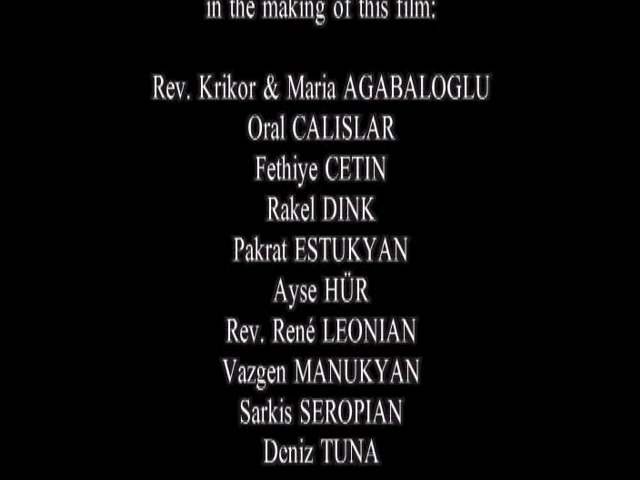 in the making of this film:
Rev. Krikor & Maria AGABALOGLU
Oral CALISLAR
Fethiye CETIN
Rakel DINK
Pakrat ESTUKYAN
Ayse HÜR
Rev. René LEONIAN
Vazgen MANUKYAN
Sarkis SEROPIAN
Deniz TUNA